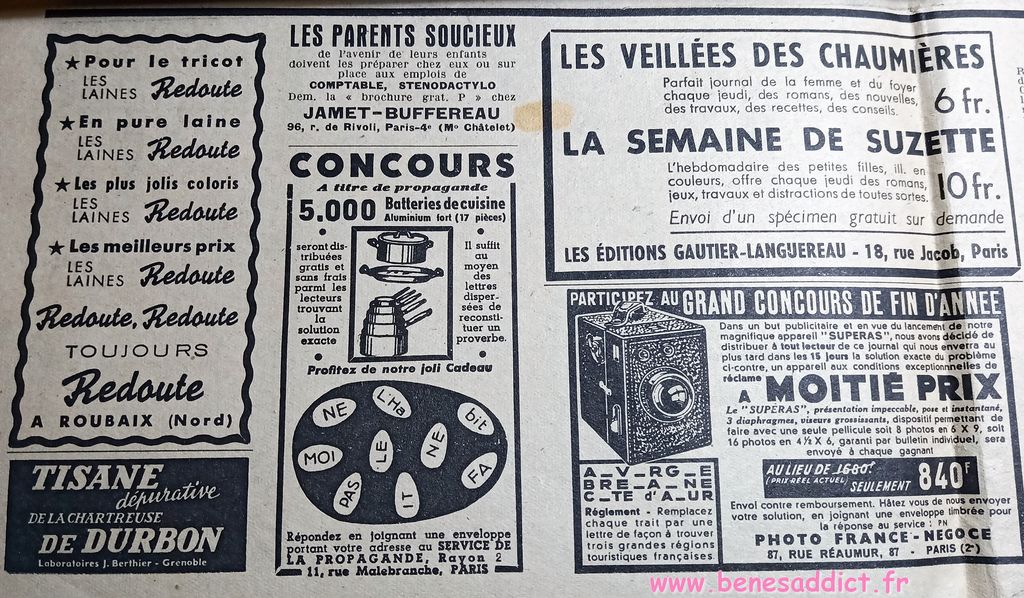 ★ Pour le tricot
LES LAINES Redoute
★ En pure laine
LES LAINES Redoute
★ Les plus jolis coloris
LES LAINES Redoute
★ Les meilleurs prix
LES LAINES Redoute
Redoute, Redoute
TOUJOURS
Redoute
A ROUBAIX (Nord)
TISANE
dépurative
DE LA CHARTREUSE
DE DURBON
Laboratoires J. Berthier - Grenoble
LES PARENTS SOUCIEUX
de l'avenir de leurs enfants
doivent les préparer chez eux ou sur
place aux emplois de
COMPTABLE, STENODACTYLO
Dem. la « brochure grat. P » chez
JAMET-BUFFEREAU
96, r. de Rivoli, Paris-4e (Mo Châtelet)
CONCOURS
A titre de propagande
5.000 Batteries de cuisine
Aluminium fort (17 pièces)
seront dis-
tribuées
gratis et
sans frais
parmi les
lecteurs
trouvant
la
solution
exacte
Il suffit
au
moyen
des
lettres
disper-
sées de
reconsti-
tuer un
proverbe.
Profitez de notre joli Cadeau
NE
L'Ha
bit
MOI
LE
NE
PAS
IT
FA
Répondez en joignant une enveloppe
portant votre adresse au SERVICE DE
LA PROPAGANDE, Rayon 2
11, rue Malebranche, PARIS
LES VEILLÉES DES CHAUMIÈRES
Parfait journal de la femme et du foyer
chaque jeudi, des romans, des nouvelles,
des travaux, des recettes, des conseils.
6 fr.
LA SEMAINE DE SUZETTE
L'hebdomadaire des petites filles, ill. en
couleurs, offre chaque jeudi des romans,
jeux, travaux et distractions de toutes sortes.
10 fr.
Envoi d'un spécimen gratuit sur demande
LES ÉDITIONS GAUTIER-LANGUEREAU - 18, rue Jacob, Paris
PARTICIPEZ AU GRAND CONCOURS DE FIN D'ANNEE
Dans un but publicitaire et en vue du lancement de notre
magnifique appareil "SUPERAS", nous avons décidé de
distribuer à tout lecteur de ce journal qui nous enverra au
plus tard dans les 15 jours la solution exacte du problème
ci-contre, un appareil aux conditions exceptionnelles de
réclame
A MOITIÉ PRIX
Le "SUPERAS", présentation impeccable, pose et instantané,
3 diaphragmes, viseurs grossissants, dispositif permettant de
faire avec une seule pellicule soit 8 photos en 6 X 9, soit
16 photos en 4½ X 6, garanti par bulletin individuel, sera
envoyé à chaque gagnant
AU LIEU DE 1680f
(PRIX RÉEL ACTUEL) SEULEMENT 840F
Envoi contre remboursement. Hâtez vous de nous envoyer
votre solution, en joignant une enveloppe timbrée pour
la réponse au service : PN
PHOTO FRANCE-NEGOCE
87, RUE RÉAUMUR, 87 - PARIS (2e)
A_V_RG_E
BRE_A_NE
C_TE d'A_UR
Réglement - Remplacez
chaque trait par une
lettre de façon à trouver
trois grandes régions
touristiques françaises.
www.benesaddict.fr